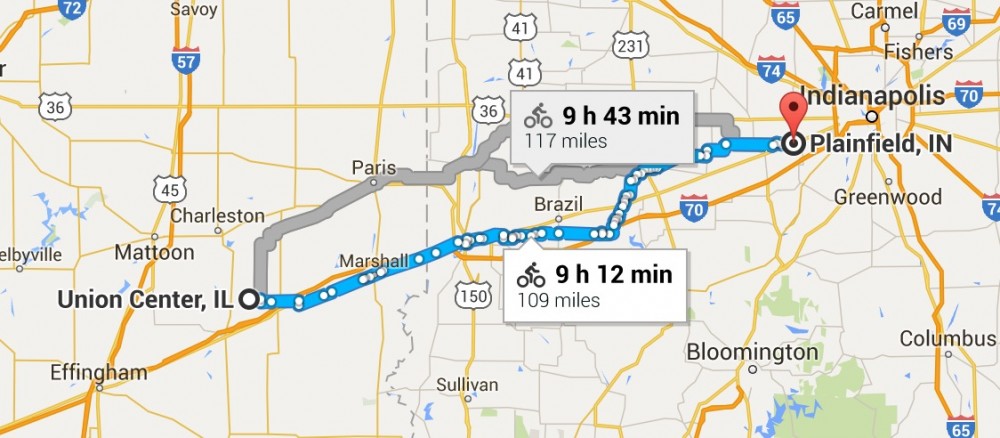 72
Savoy
57
41
231
65
Carmel
69
Fishers
41
74
36
36
9 h 43 min
117 miles
Indianapolis
70
Plainfield, IN
Paris
45
Charleston
Brazil
70
Greenwood
74
elbyville
Mattoon
Marshall
Union Center, IL
9 h 12 min
109 miles
150
Effingham
Sullivan
Bloomington
Columbus
65